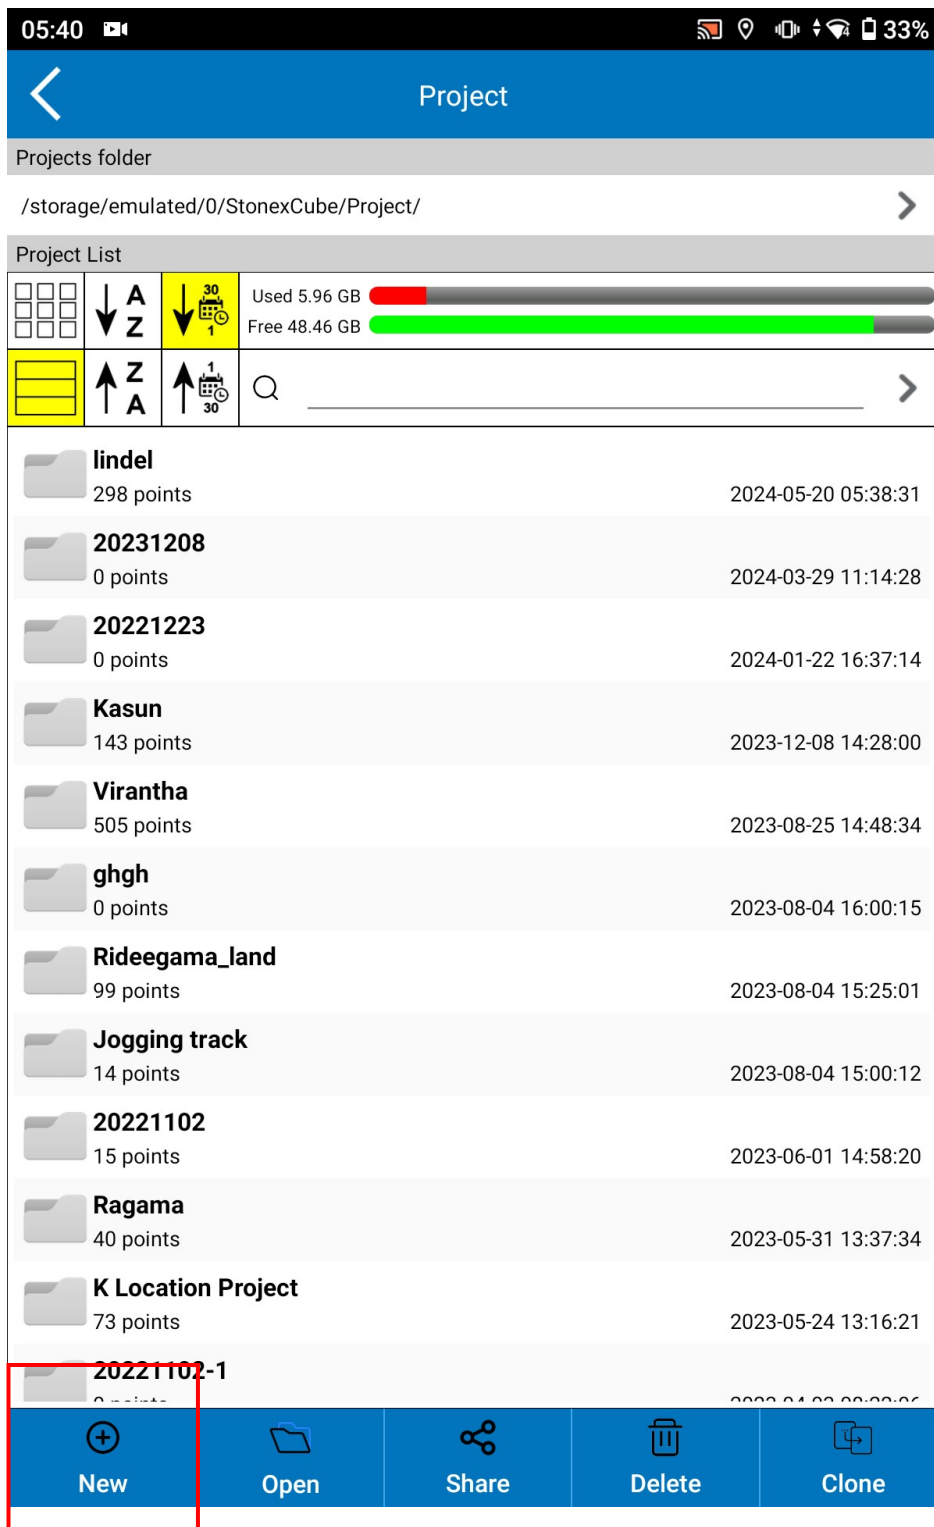 05:40 4 33%
Project
Projects folder
/storage/emulated/0/StonexCube/Project/
Project List
A Z 30 1 Used 5.96 GB
Free 48.46 GB
Z A 1 30
lindel
298 points 2024-05-20 05:38:31
20231208
0 points 2024-03-29 11:14:28
20221223
0 points 2024-01-22 16:37:14
Kasun
143 points 2023-12-08 14:28:00
Virantha
505 points 2023-08-25 14:48:34
ghgh
0 points 2023-08-04 16:00:15
Rideegama_land
99 points 2023-08-04 15:25:01
Jogging track
14 points 2023-08-04 15:00:12
20221102
15 points 2023-06-01 14:58:20
Ragama
40 points 2023-05-31 13:37:34
K Location Project
73 points 2023-05-24 13:16:21
20221102-1
New Open Share Delete Clone